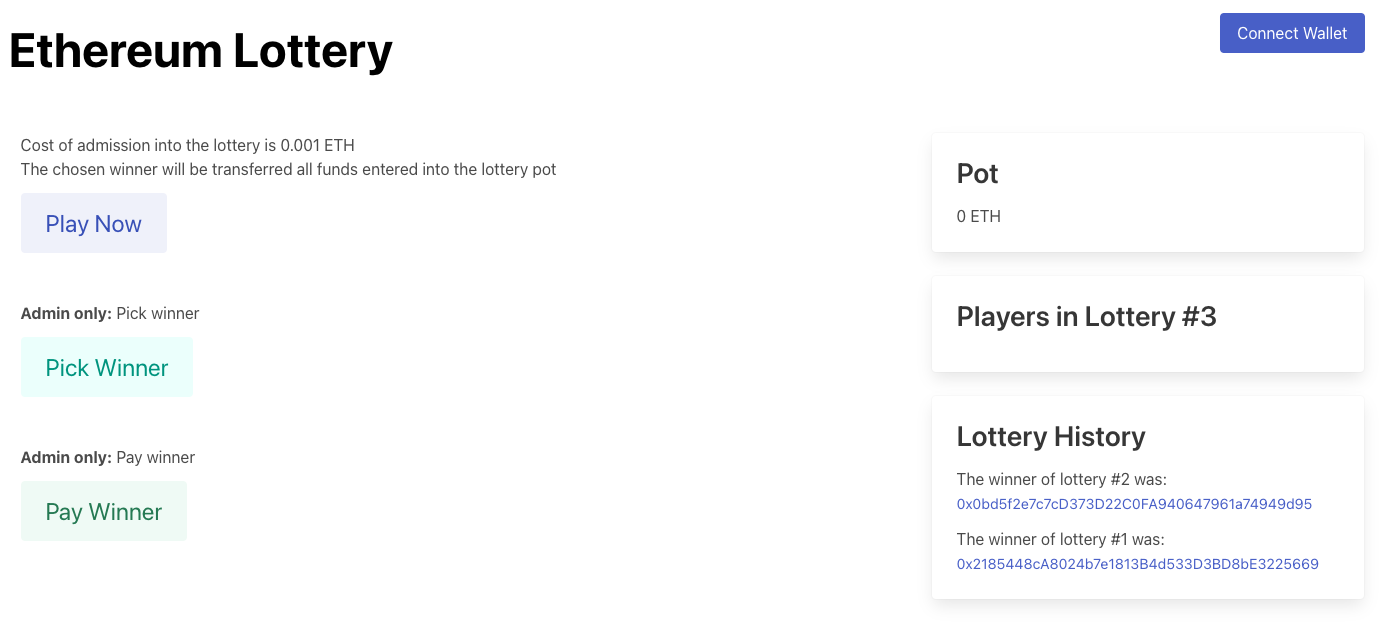 Ethereum Lottery
Connect Wallet
Cost of admission into the lottery is 0.001 ETH
The chosen winner will be transferred all funds entered into the lottery pot
Play Now
Admin only: Pick winner
Pick Winner
Admin only: Pay winner
Pay Winner
Pot
0 ETH
Players in Lottery #3
Lottery History
The winner of lottery #2 was:
0x0bd5f2e7c7cD373D22C0FA940647961a74949d95
The winner of lottery #1 was:
0x2185448cA8024b7e1813B4d533D3BD8bE3225669